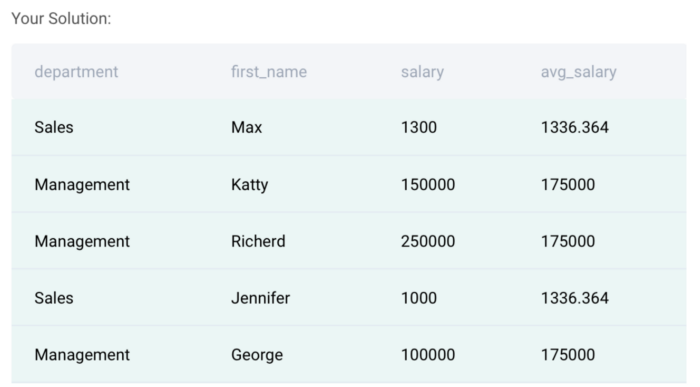 Your Solution:
department first_name salary avg_salary
Sales Max 1300 1336.364
Management Katty 150000 175000
Management Richerd 250000 175000
Sales Jennifer 1000 1336.364
Management George 100000 175000